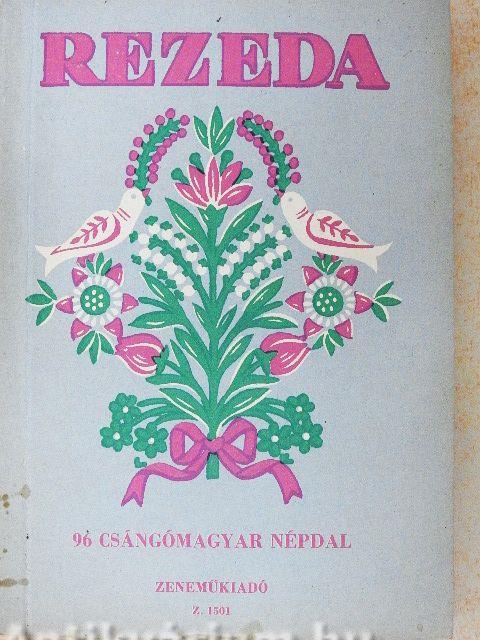 REZEDA
96 CSÁNGÓMAGYAR NÉPDAL
ZENEMŰKIADÓ
Z. 1501